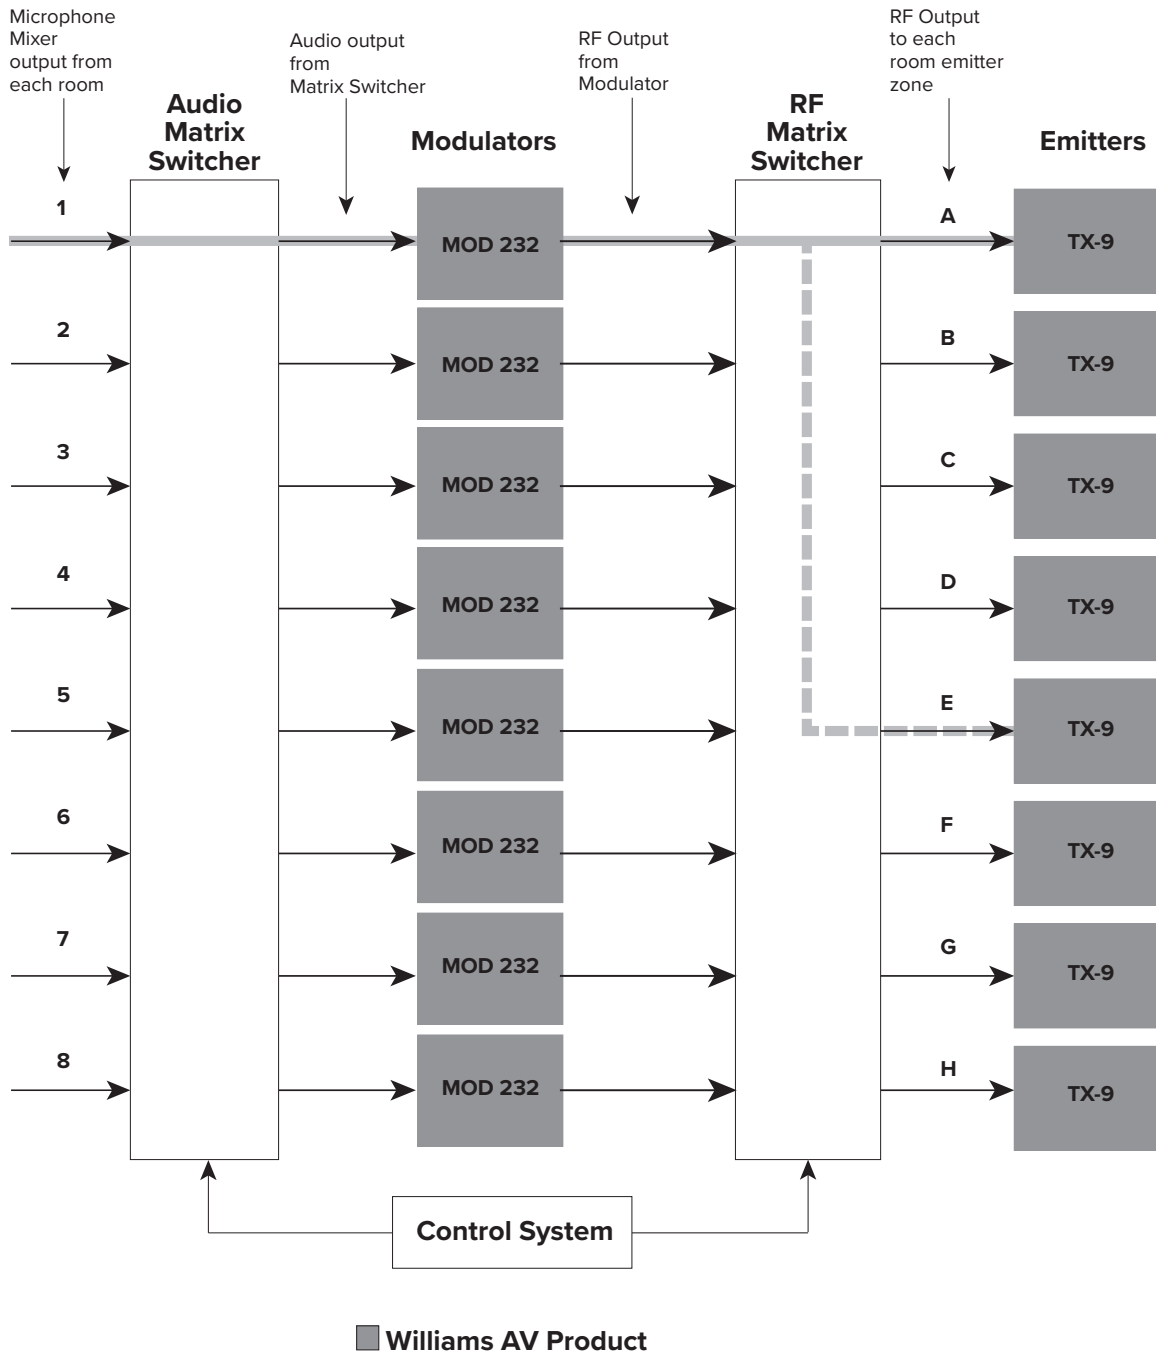 Microphone
Mixer
output from
each room
Audio output
from
Matrix Switcher
RF Output
from
Modulator
RF Output
to each
room emitter
zone
Audio
Matrix
Switcher
Modulators
RF
Matrix
Switcher
Emitters
1
MOD 232
A
TX-9
2
MOD 232
B
TX-9
3
MOD 232
C
TX-9
4
MOD 232
D
TX-9
5
MOD 232
E
TX-9
6
MOD 232
F
TX-9
7
MOD 232
G
TX-9
8
MOD 232
H
TX-9
Control System
Williams AV Product